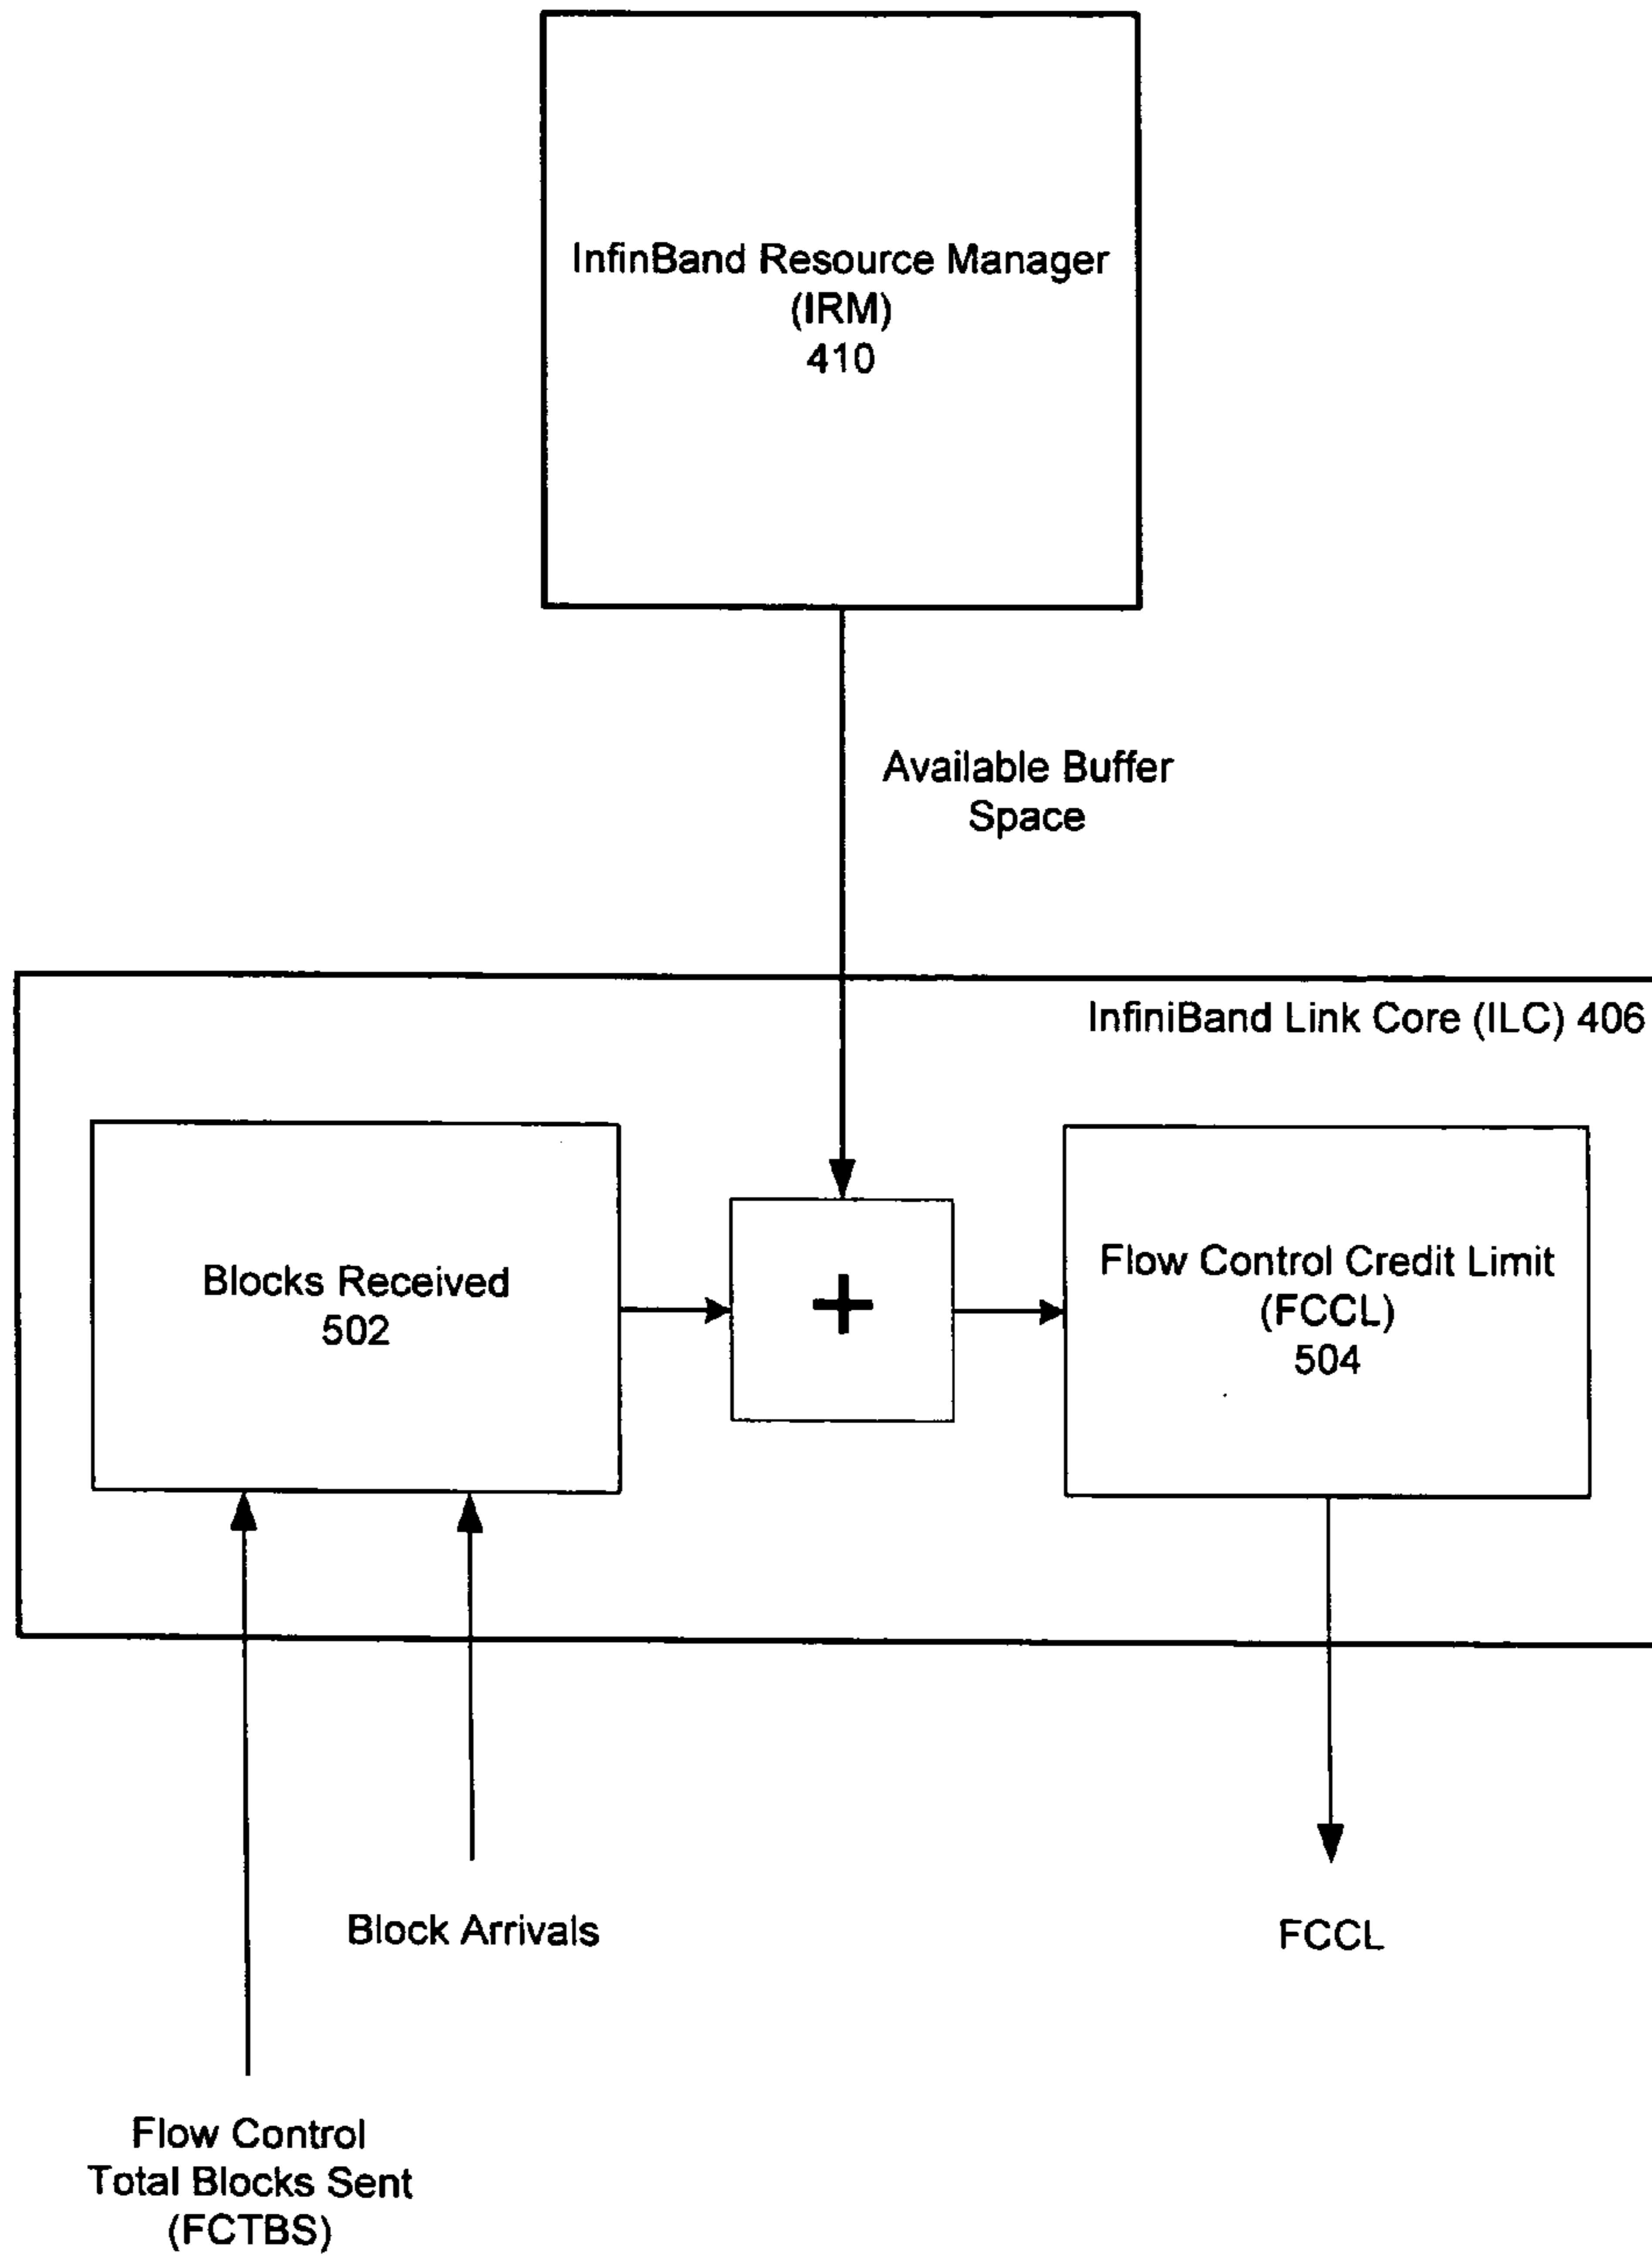 InfinBand Resource Manager
(IRM)
410
Available Buffer
Space
InfiniBand Link Core (ILC) 406
Blocks Received
502
+
Flow Control Credit Limit
(FCCL)
504
Block Arrivals
FCCL
Flow Control
Total Blocks Sent
(FCTBS)